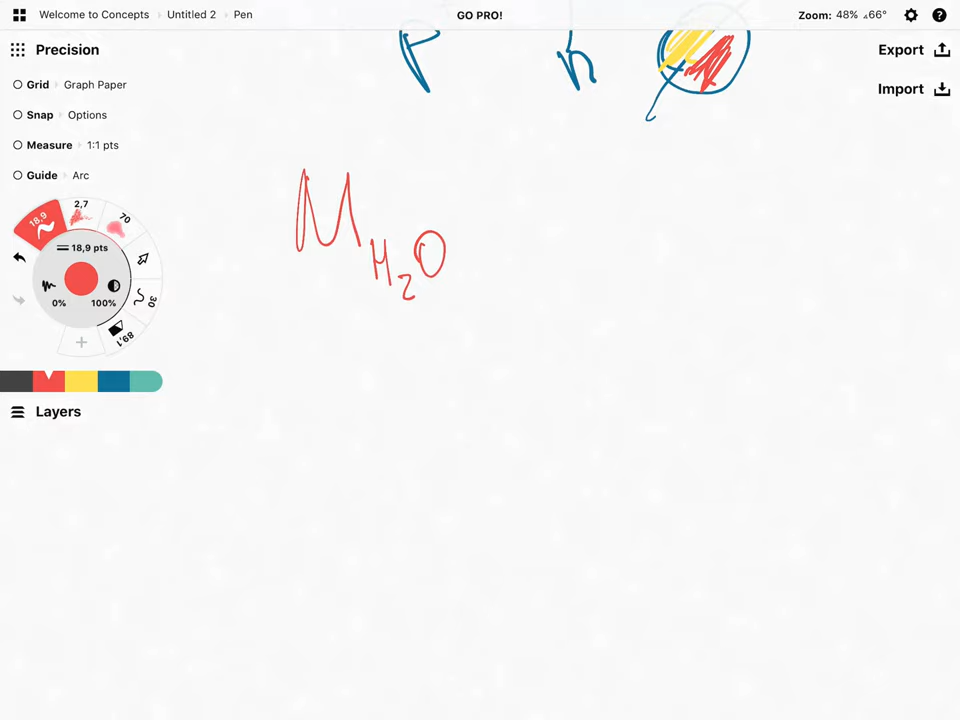 Welcome to Concepts › Untitled 2 › Pen
GO PRO!
Zoom: 48% ⦟66°
Precision
Export
Import
Grid › Graph Paper
Snap › Options
Measure › 1:1 pts
Guide › Arc
18,9
2,7
70
18,9 pts
0%
100%
30
89,1
Layers
P
M H₂O